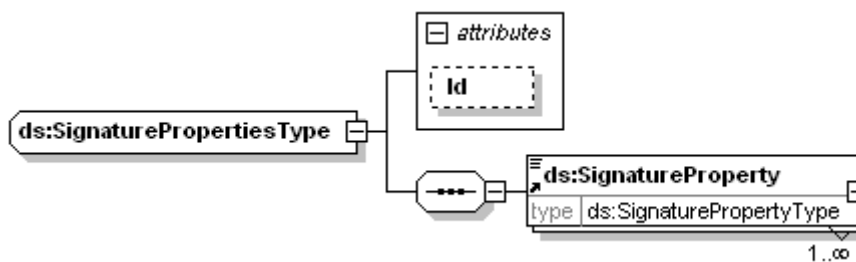 attributes
Id
ds:SignaturePropertiesType
ds:SignatureProperty
type ds:SignaturePropertyType
1..∞